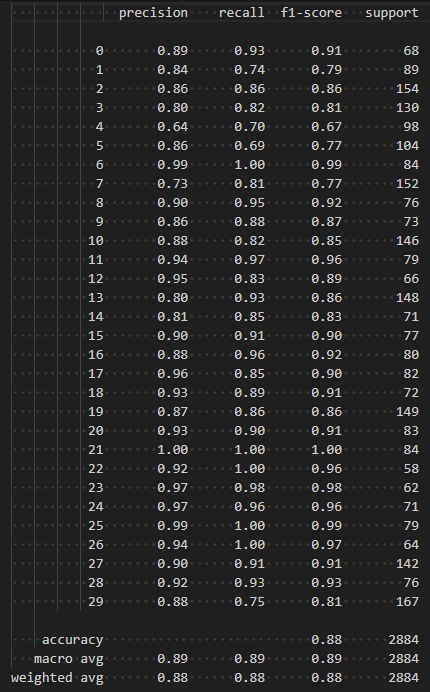 precision recall f1-score support
0 0.89 0.93 0.91 68
1 0.84 0.74 0.79 89
2 0.86 0.86 0.86 154
3 0.80 0.82 0.81 130
4 0.64 0.70 0.67 98
5 0.86 0.69 0.77 104
6 0.99 1.00 0.99 84
7 0.73 0.81 0.77 152
8 0.90 0.95 0.92 76
9 0.86 0.88 0.87 73
10 0.88 0.82 0.85 146
11 0.94 0.97 0.96 79
12 0.95 0.83 0.89 66
13 0.80 0.93 0.86 148
14 0.81 0.85 0.83 71
15 0.90 0.91 0.90 77
16 0.88 0.96 0.92 80
17 0.96 0.85 0.90 82
18 0.93 0.89 0.91 72
19 0.87 0.86 0.86 149
20 0.93 0.90 0.91 83
21 1.00 1.00 1.00 84
22 0.92 1.00 0.96 58
23 0.97 0.98 0.98 62
24 0.97 0.96 0.96 71
25 0.99 1.00 0.99 79
26 0.94 1.00 0.97 64
27 0.90 0.91 0.91 142
28 0.92 0.93 0.93 76
29 0.88 0.75 0.81 167
accuracy 0.88 2884
macro avg 0.89 0.89 0.89 2884
weighted avg 0.88 0.88 0.88 2884